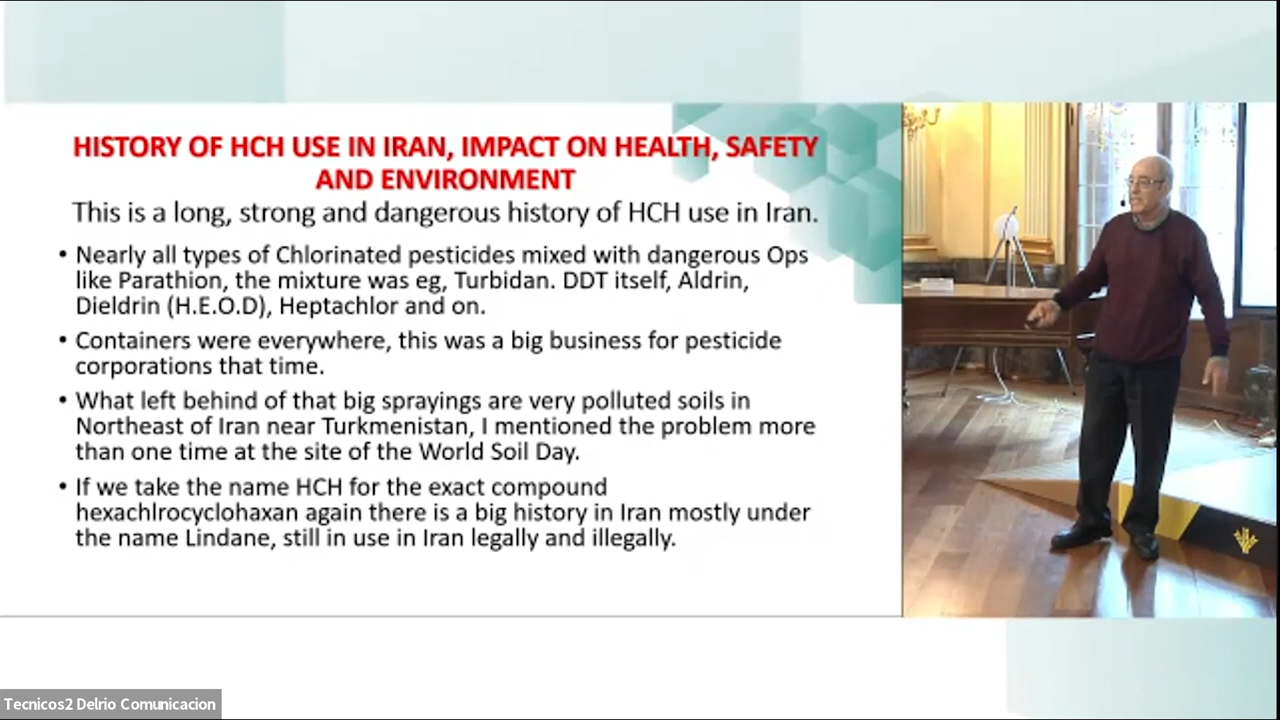 HISTORY OF HCH USE IN IRAN, IMPACT ON HEALTH, SAFETY
AND ENVIRONMENT
This is a long, strong and dangerous history of HCH use in Iran.
• Nearly all types of Chlorinated pesticides mixed with dangerous Ops
like Parathion, the mixture was eg, Turbidan. DDT itself, Aldrin,
Dieldrin (H.E.O.D), Heptachlor and on.
• Containers were everywhere, this was a big business for pesticide
corporations that time.
• What left behind of that big sprayings are very polluted soils in
Northeast of Iran near Turkmenistan, I mentioned the problem more
than one time at the site of the World Soil Day.
• If we take the name HCH for the exact compound
hexachlrocyclohaxan again there is a big history in Iran mostly under
the name Lindane, still in use in Iran legally and illegally.
Tecnicos2 Delrio Comunicacion